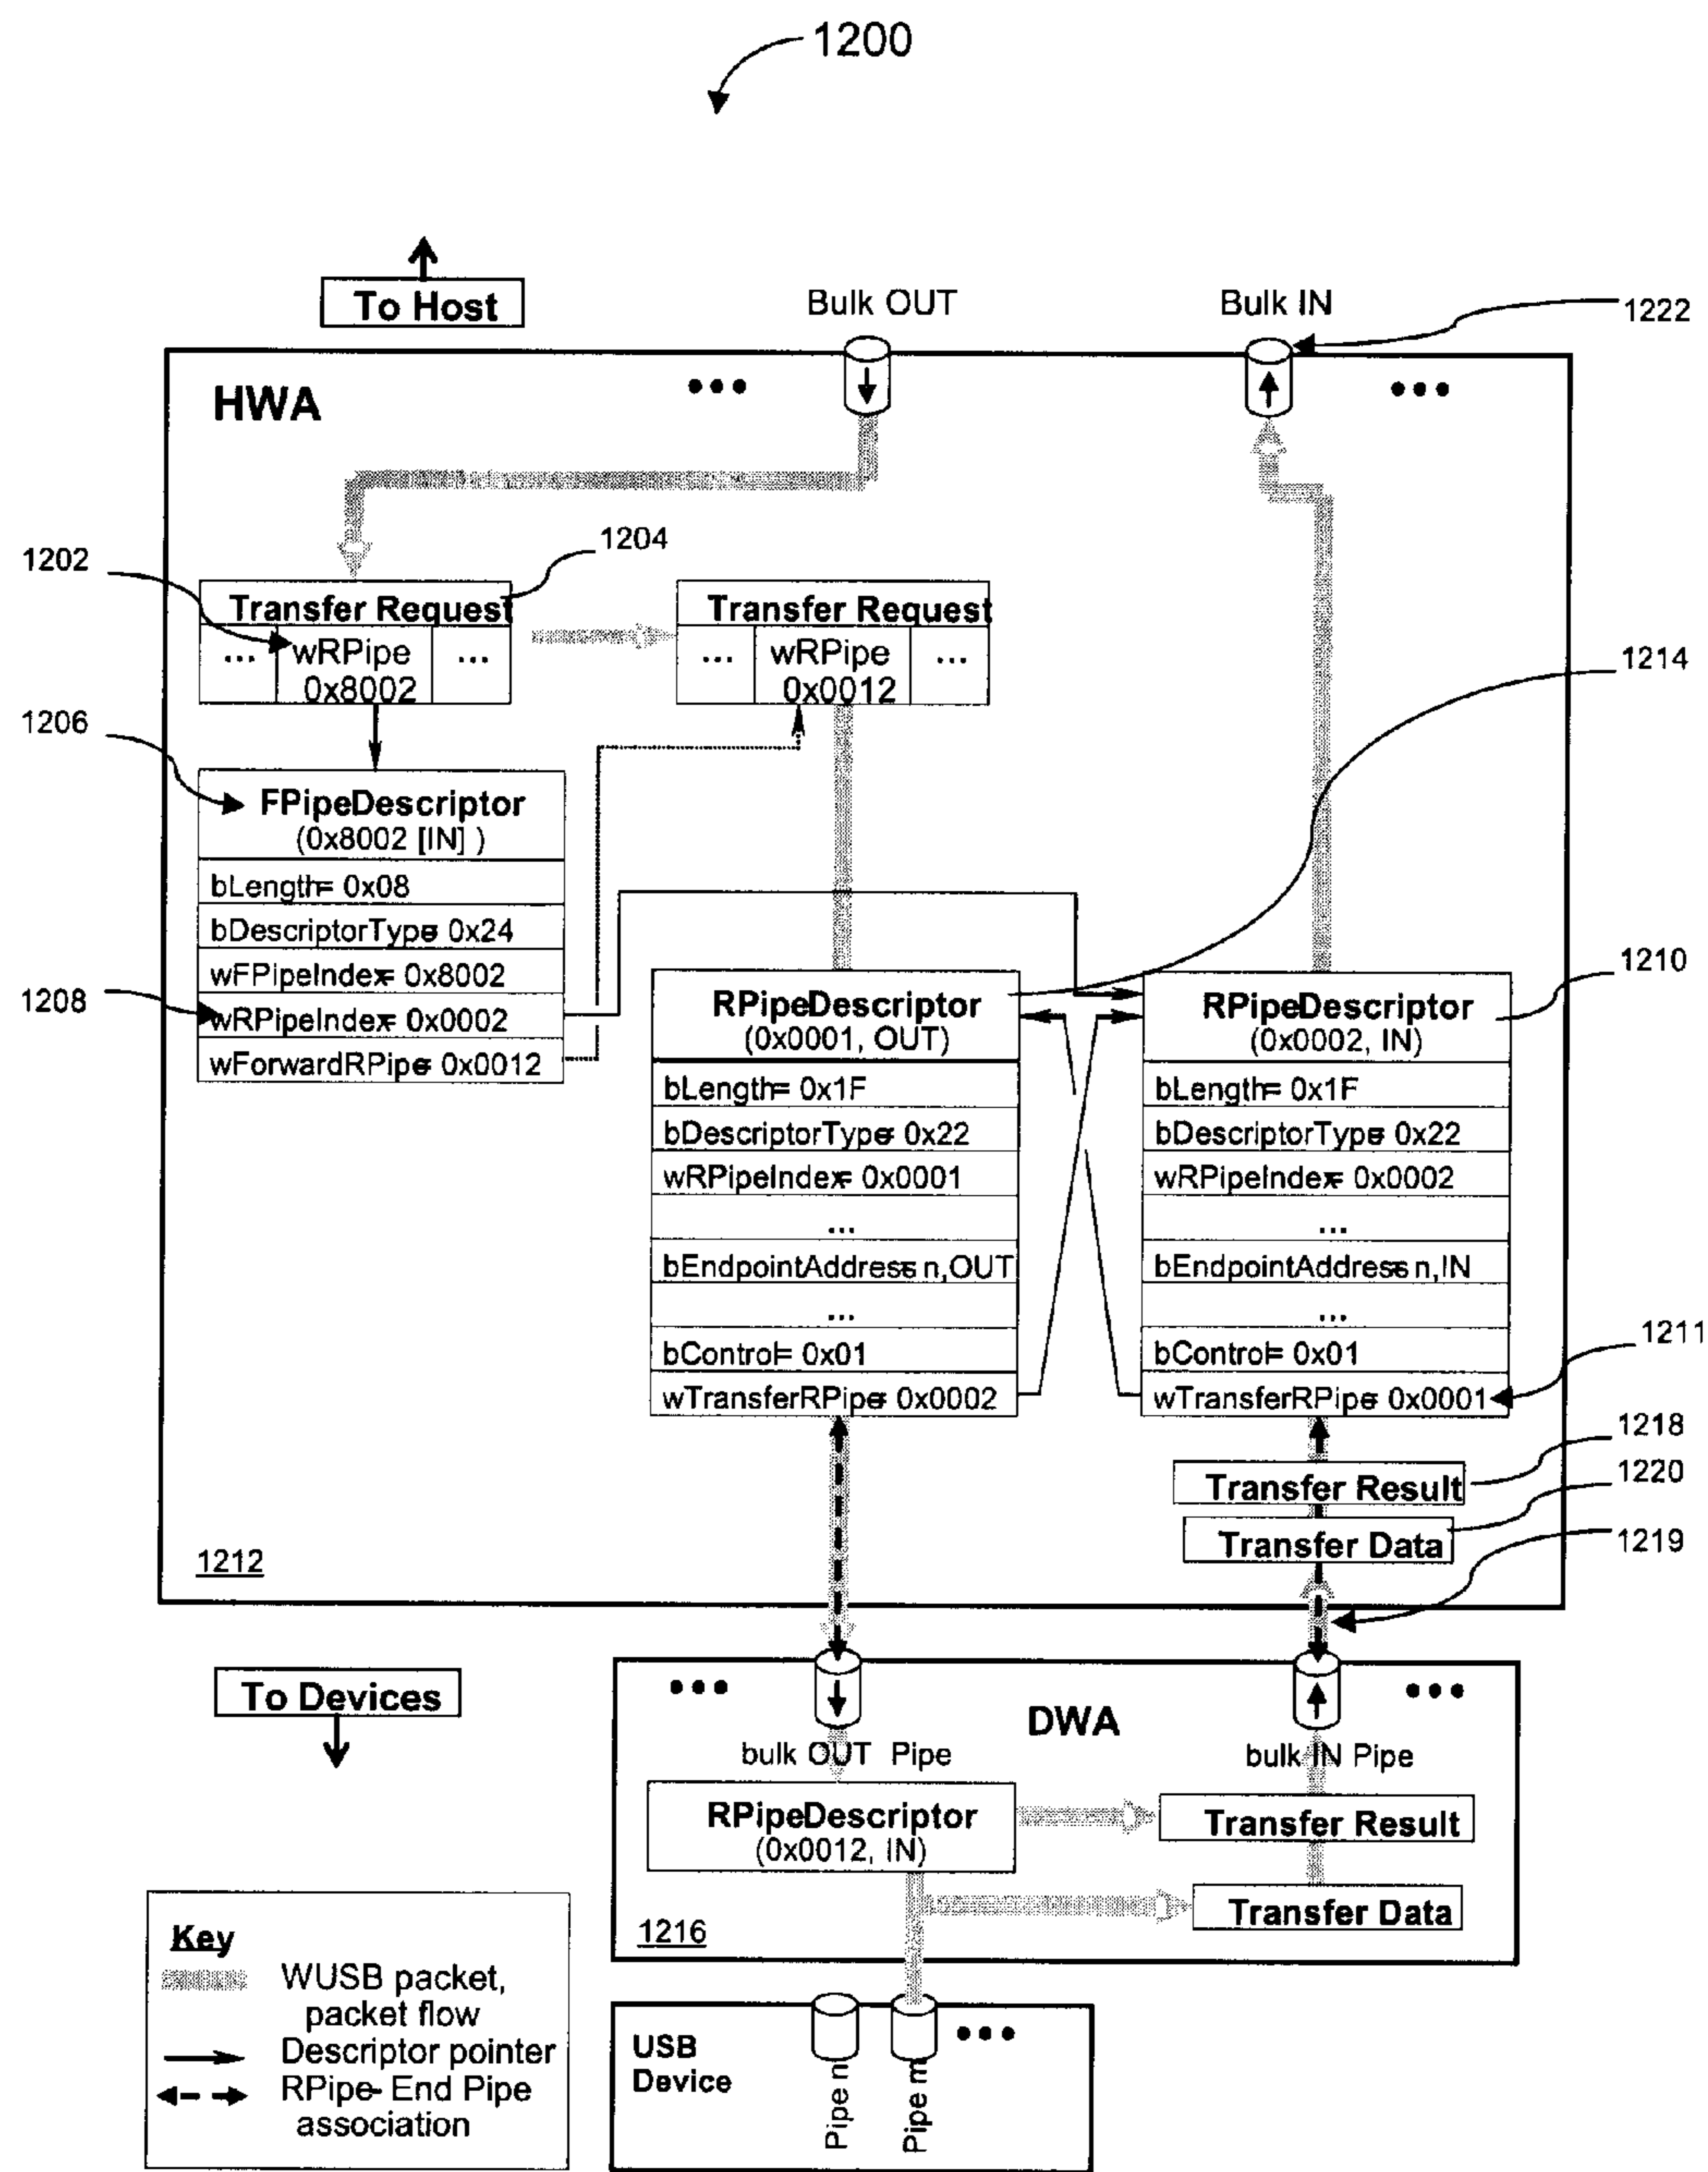 1200
To Host
Bulk OUT
Bulk IN
1222
HWA
•••
•••
1202
1204
Transfer Request
... wRPipe 0x8002 ...
Transfer Request
... wRPipe 0x0012 ...
1214
1206
FPipeDescriptor
(0x8002 [IN] )
bLength= 0x08
bDescriptorType= 0x24
wFPipeIndex= 0x8002
1208
wRPipeIndex= 0x0002
wForwardRPipe= 0x0012
RPipeDescriptor
(0x0001, OUT)
bLength= 0x1F
bDescriptorType= 0x22
wRPipeIndex= 0x0001
...
bEndpointAddress= n,OUT
...
bControl= 0x01
wTransferRPipe= 0x0002
1210
RPipeDescriptor
(0x0002, IN)
bLength= 0x1F
bDescriptorType= 0x22
wRPipeIndex= 0x0002
...
bEndpointAddress= n,IN
...
bControl= 0x01
wTransferRPipe= 0x0001
1211
1218
Transfer Result
1220
Transfer Data
1219
1212
To Devices
•••
DWA
•••
bulk OUT Pipe
bulk IN Pipe
RPipeDescriptor
(0x0012, IN)
Transfer Result
Transfer Data
1216
Key
WUSB packet,
packet flow
Descriptor pointer
RPipe- End Pipe
association
USB
Device
Pipe n
Pipe m
•••